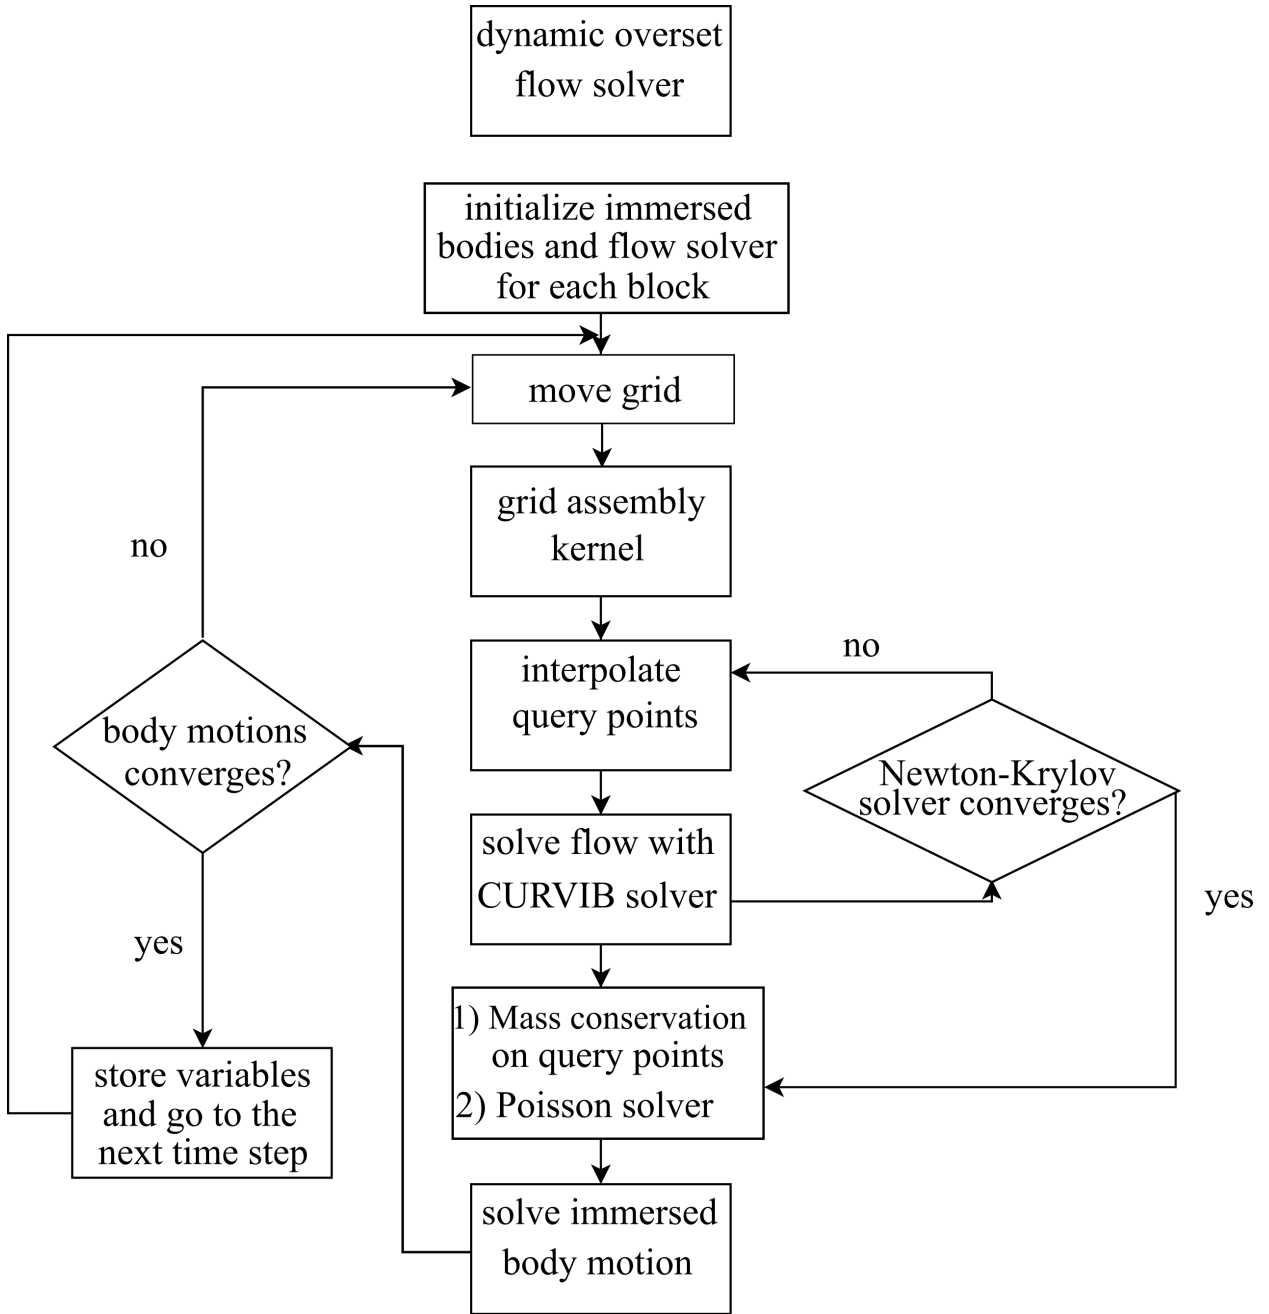 dynamic overset
flow solver
initialize immersed
bodies and flow solver
for each block
move grid
grid assembly
kernel
no
interpolate
query points
no
body motions
converges?
Newton-Krylov
solver converges?
solve flow with
CURVIB solver
yes
yes
1) Mass conservation
on query points
2) Poisson solver
store variables
and go to the
next time step
solve immersed
body motion